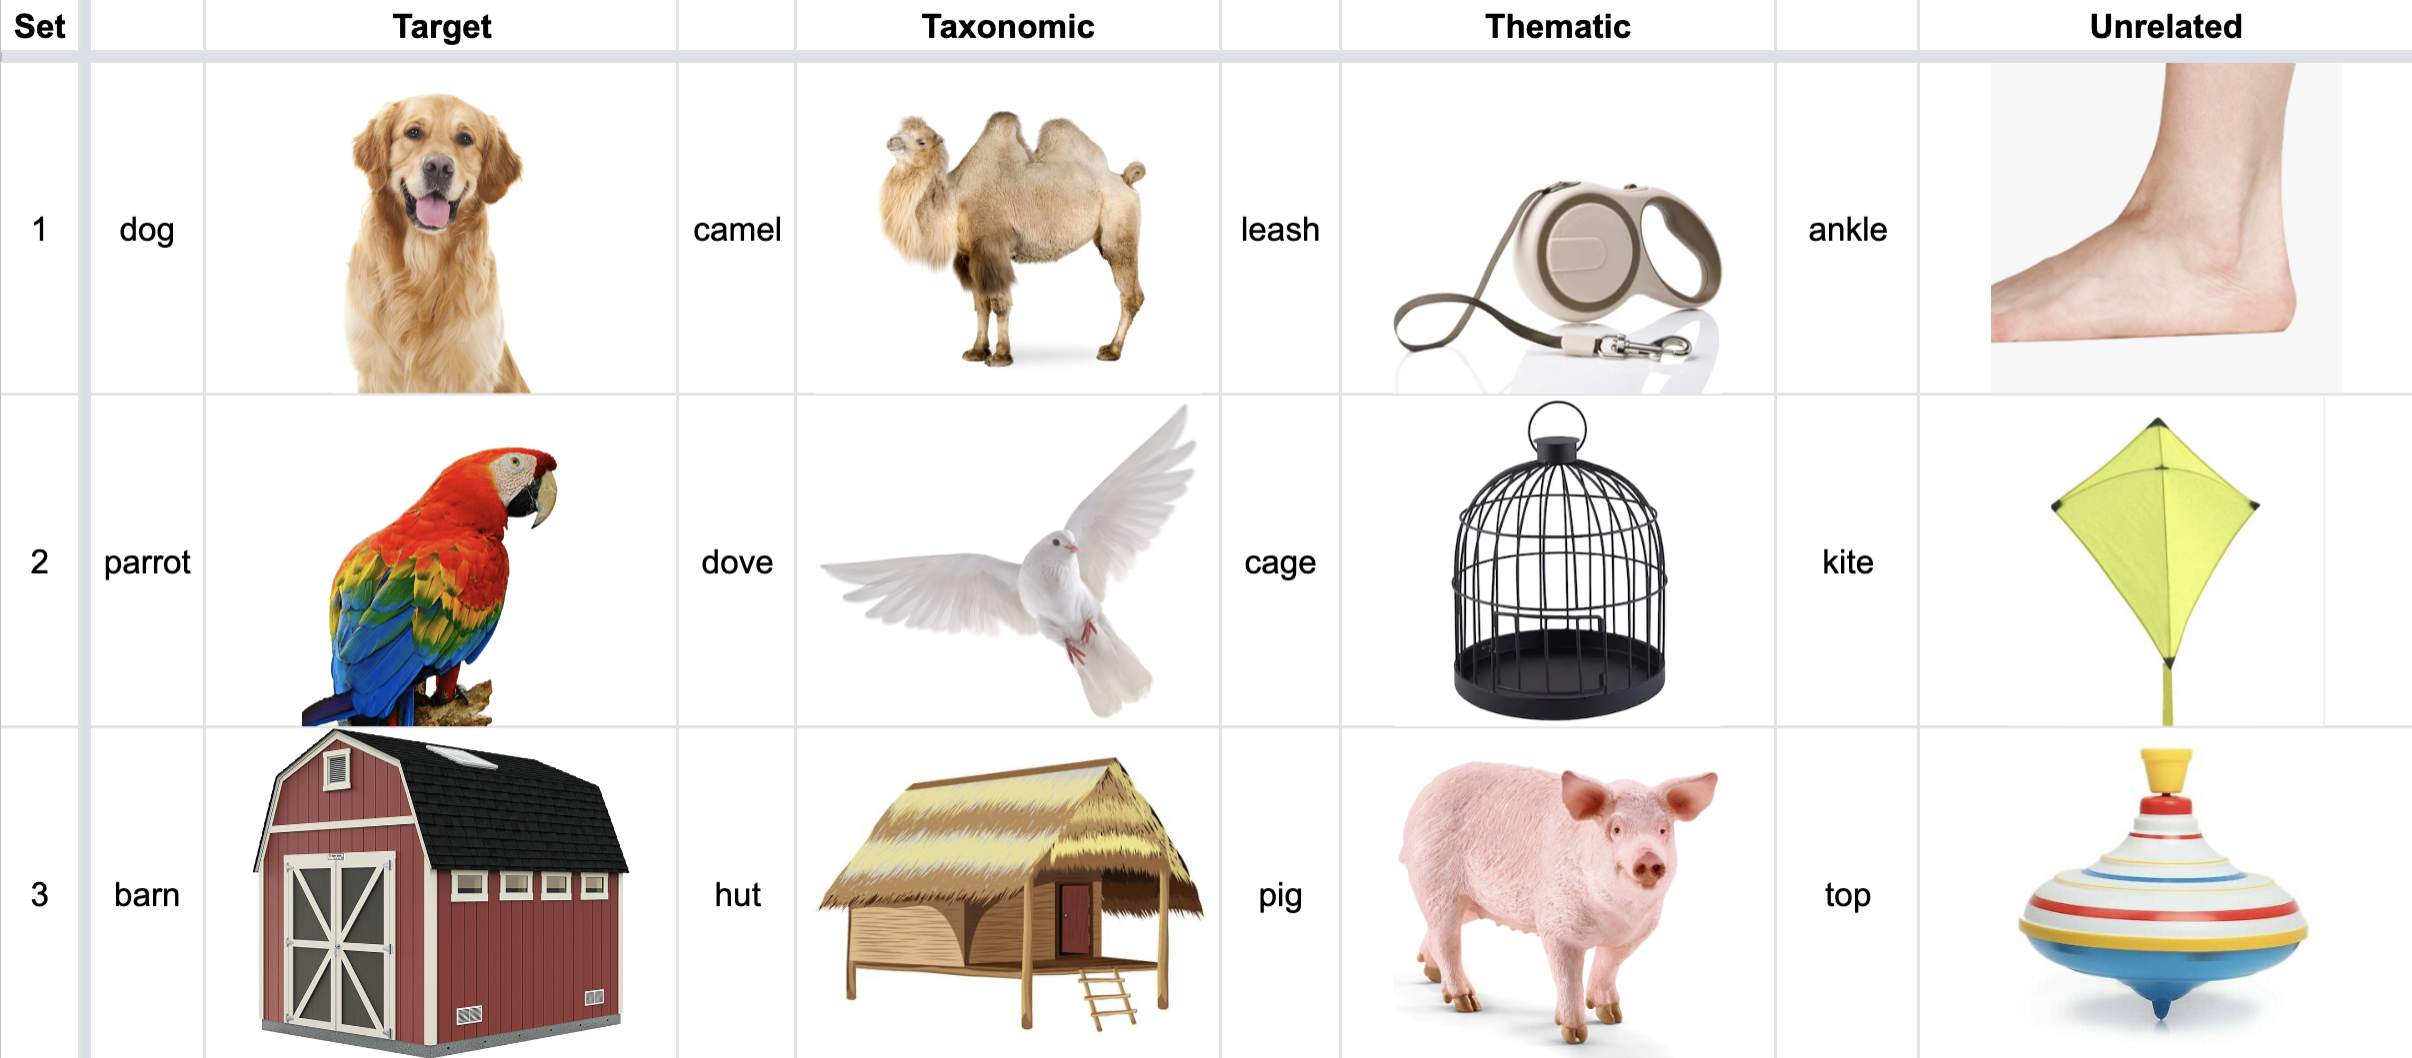 Set Target Taxonomic Thematic Unrelated
1 dog camel leash ankle
2 parrot dove cage kite
3 barn hut pig top